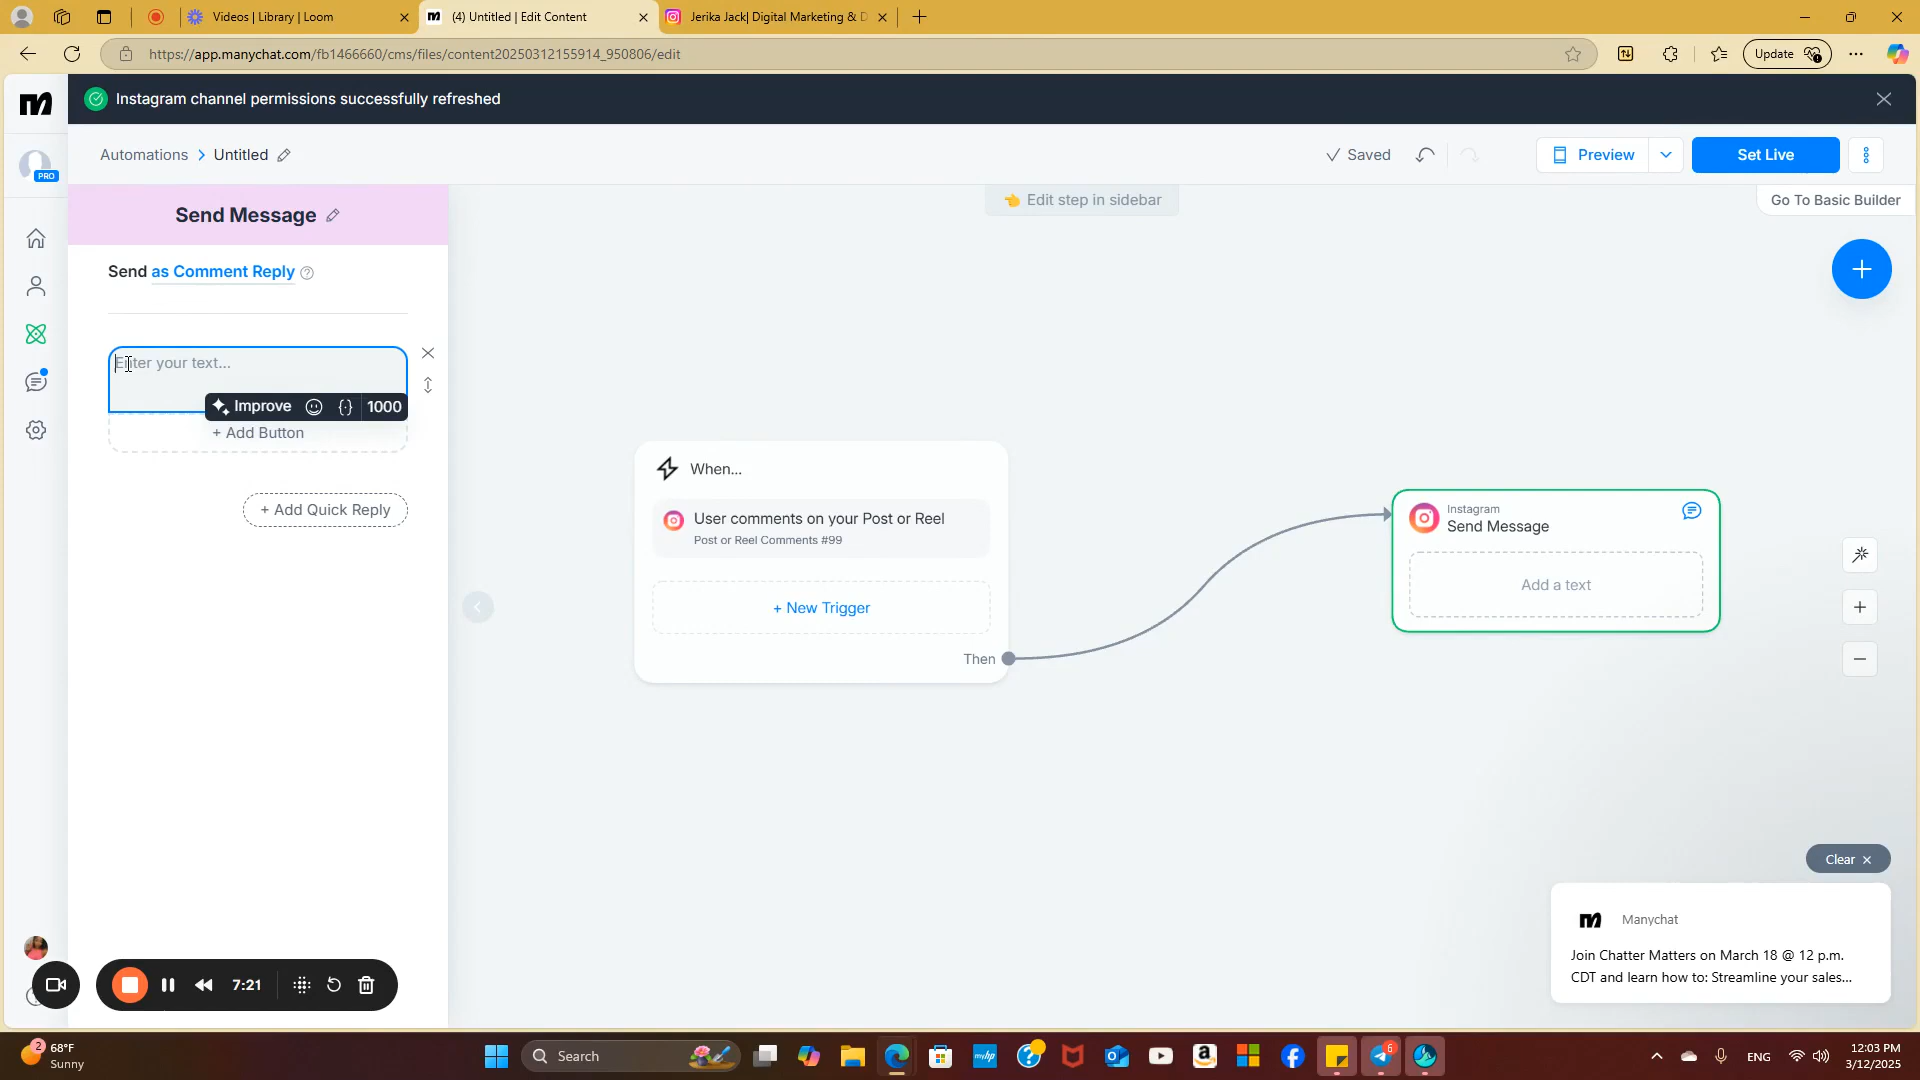 Videos | Library | Loom
(4) Untitled | Edit Content
Jerika Jack| Digital Marketing & D
https://app.manychat.com/fb1466660/cms/files/content20250312155914_950806/edit
Update
Instagram channel permissions successfully refreshed
Automations > Untitled
Saved
Preview
Set Live
PRO
Send Message
Edit step in sidebar
Go To Basic Builder
Send as Comment Reply
Enter your text...
Improve
1000
+ Add Button
+ Add Quick Reply
When...
User comments on your Post or Reel
Post or Reel Comments #99
+ New Trigger
Then
Instagram
Send Message
Add a text
Clear
Manychat
Join Chatter Matters on March 18 @ 12 p.m.
CDT and learn how to: Streamline your sales...
7:21
2
68°F
Sunny
Search
6
ENG
12:03 PM
3/12/2025